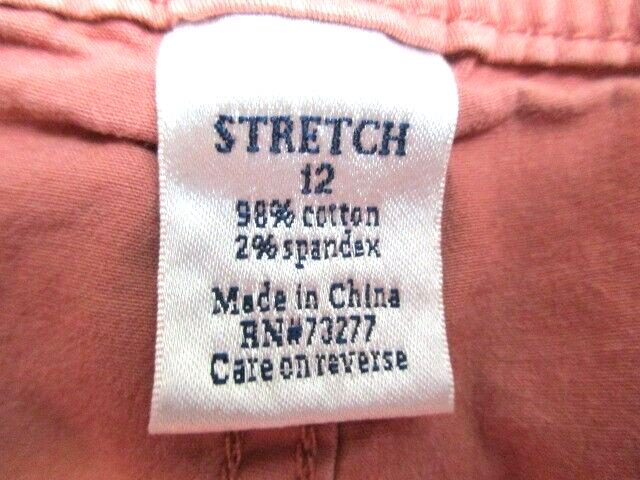 STRETCH
12
98% cotton
2% spandex
Made in China
RN#73277
Care on reverse